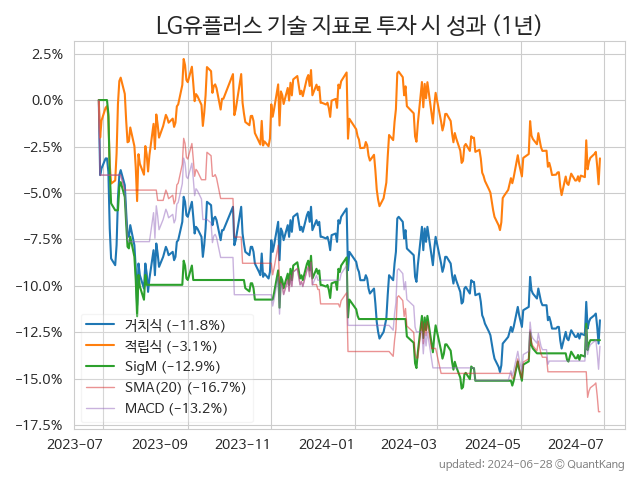 LG유플러스 기술 지표로 투자 시 성과 (1년)
2.5%
0.0%
−2.5%
−5.0%
−7.5%
−10.0%
−12.5%
−15.0%
−17.5%
거치식 (−11.8%)
적립식 (−3.1%)
SigM (−12.9%)
SMA(20) (−16.7%)
MACD (−13.2%)
2023-07 2023-09 2023-11 2024-01 2024-03 2024-05 2024-07
updated: 2024-06-28 ⓒ QuantKang